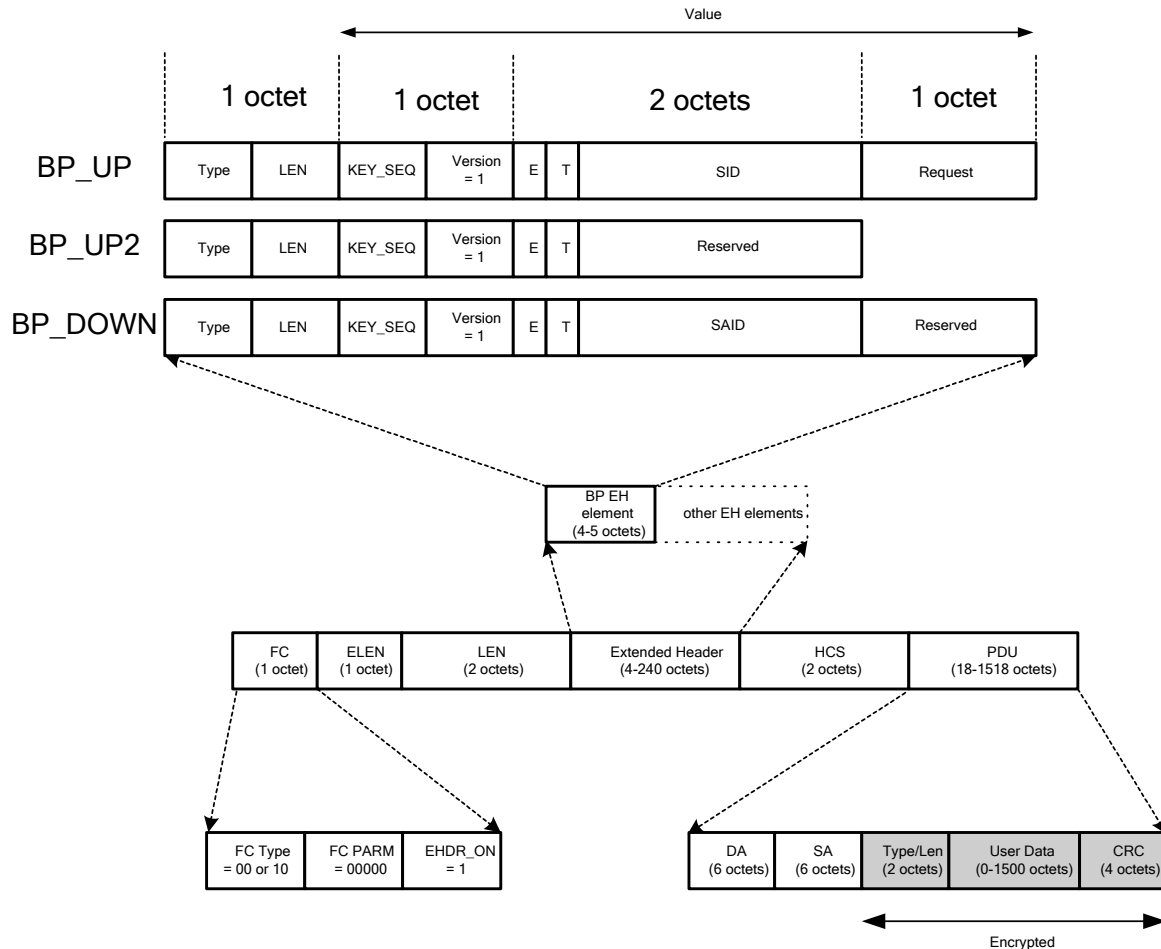 Value
1 octet
1 octet
2 octets
1 octet
BP_UP
Type
LEN
KEY_SEQ
Version
= 1
E
T
SID
Request
BP_UP2
Type
LEN
KEY_SEQ
Version
= 1
E
T
Reserved
BP_DOWN
Type
LEN
KEY_SEQ
Version
= 1
E
T
SAID
Reserved
BP EH
element
(4-5 octets)
other EH elements
FC
(1 octet)
ELEN
(1 octet)
LEN
(2 octets)
Extended Header
(4-240 octets)
HCS
(2 octets)
PDU
(18-1518 octets)
FC Type
= 00 or 10
FC PARM
= 00000
EHDR_ON
= 1
DA
(6 octets)
SA
(6 octets)
Type/Len
(2 octets)
User Data
(0-1500 octets)
CRC
(4 octets)
Encrypted